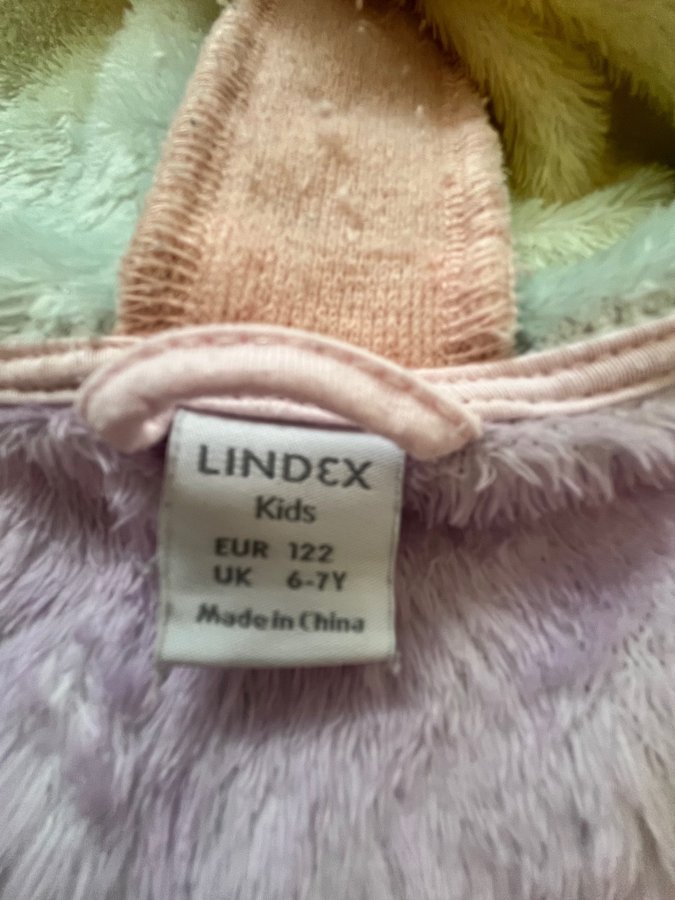 LINDEX
Kids
EUR 122
UK 6-7Y
Made in China